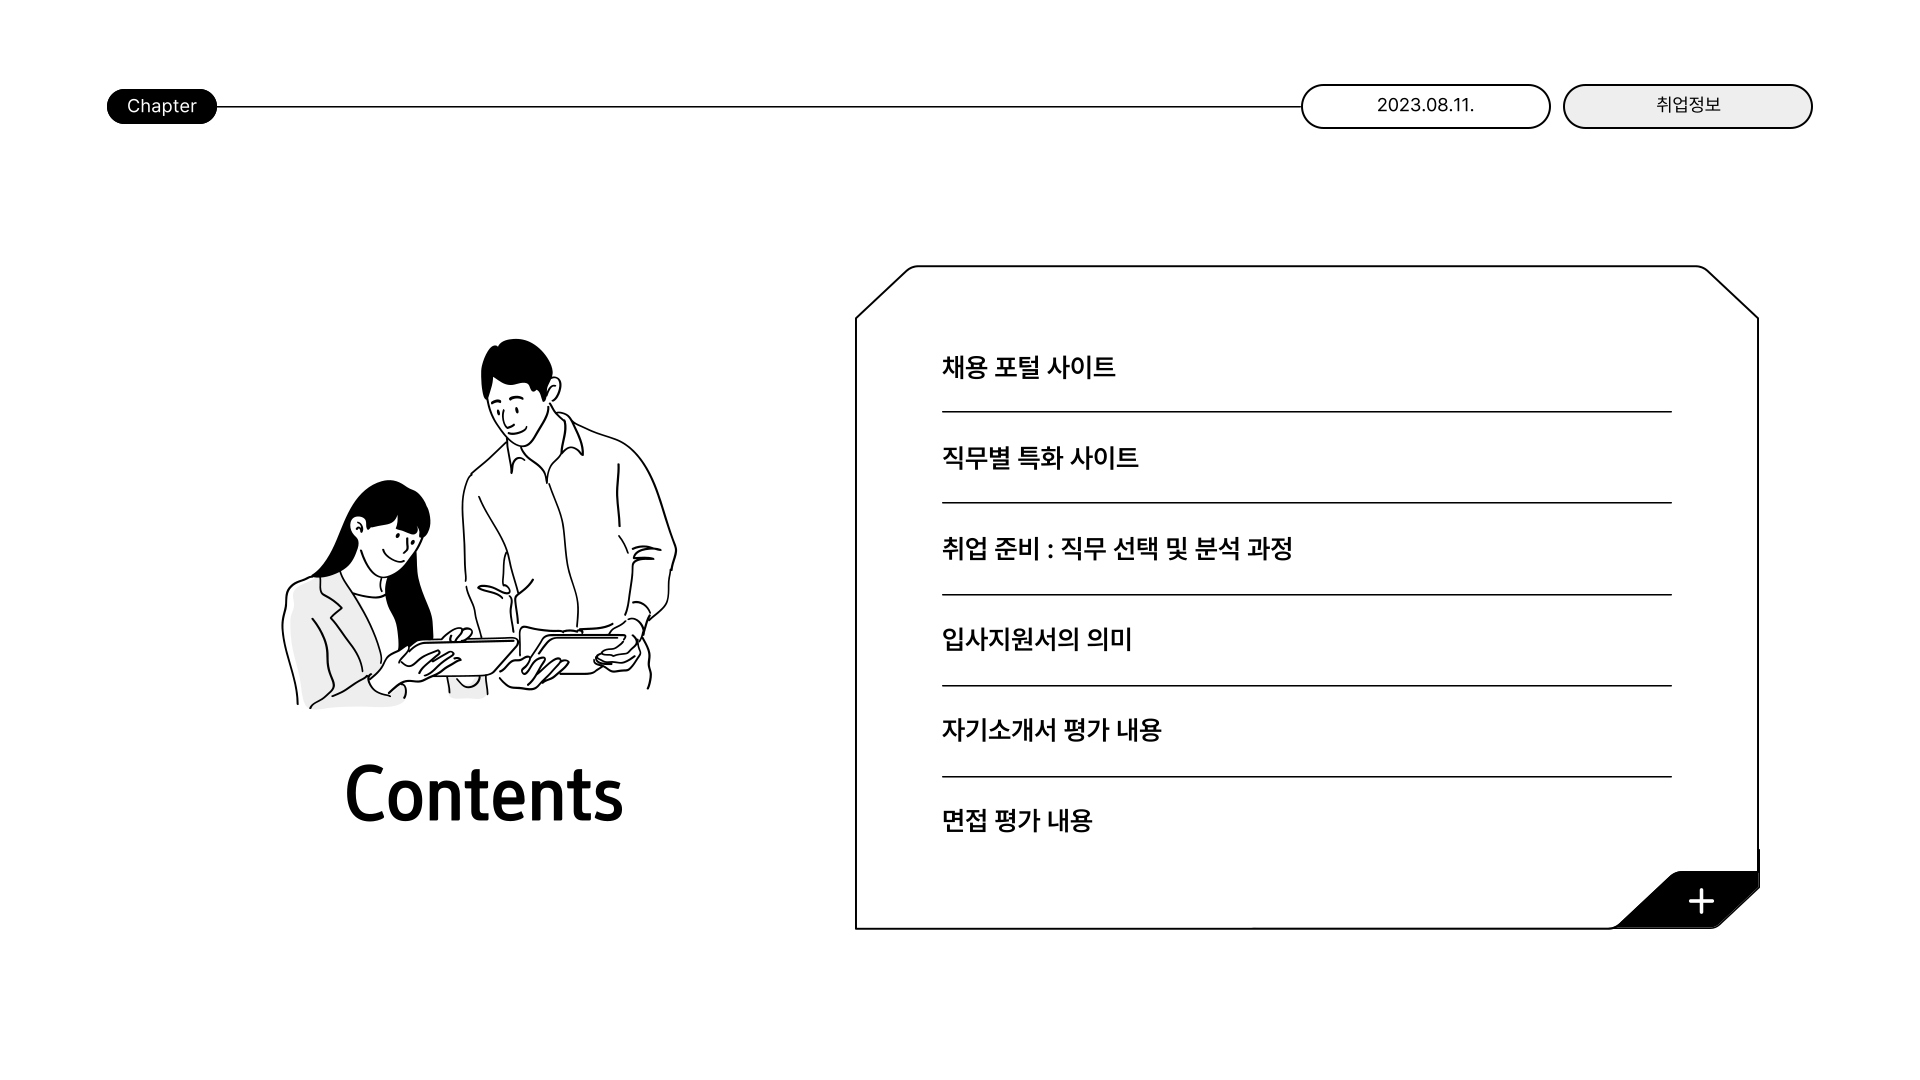 Chapter
2023.08.11.
취업정보
채용 포털 사이트
직무별 특화 사이트
취업 준비 : 직무 선택 및 분석 과정
입사지원서의 의미
자기소개서 평가 내용
면접 평가 내용
Contents